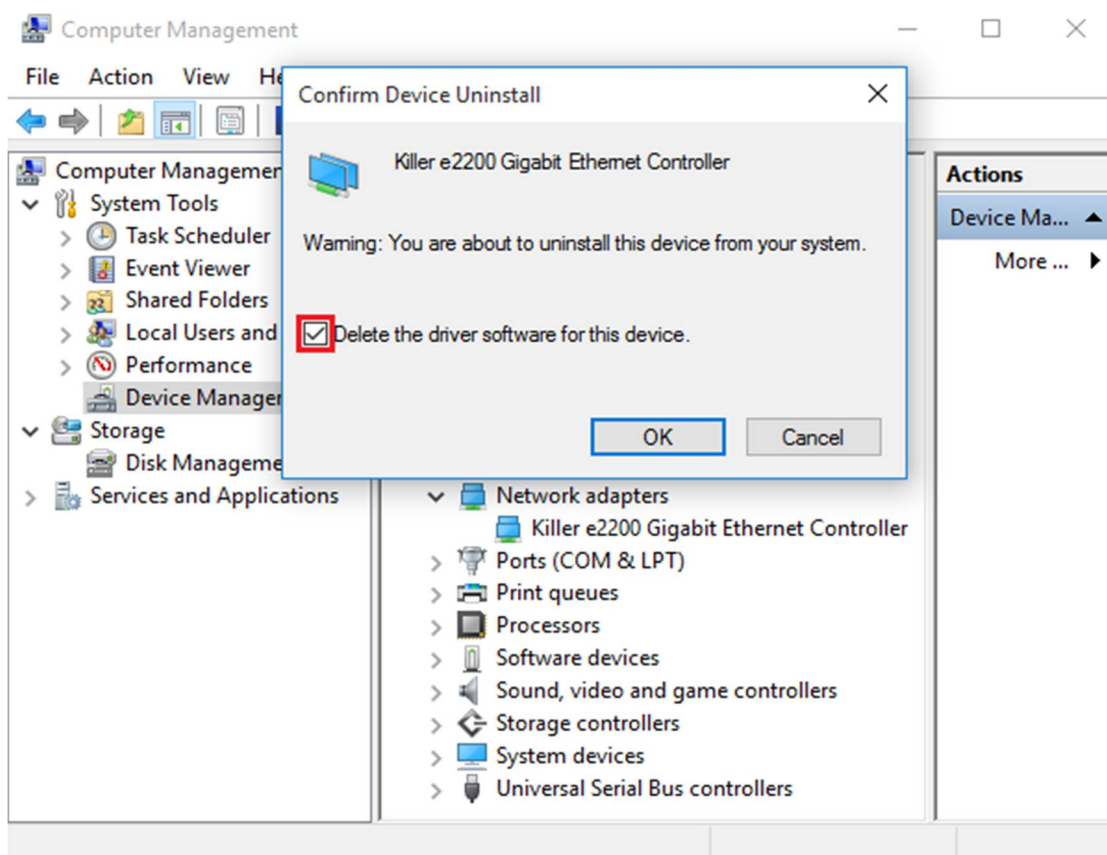 Computer Management
File Action View He
Confirm Device Uninstall
Killer e2200 Gigabit Ethernet Controller
Warning: You are about to uninstall this device from your system.
Delete the driver software for this device.
OK Cancel
Computer Managemer
System Tools
Task Scheduler
Event Viewer
Shared Folders
Local Users and
Performance
Device Manager
Storage
Disk Manageme
Services and Applications
Network adapters
Killer e2200 Gigabit Ethernet Controller
Ports (COM & LPT)
Print queues
Processors
Software devices
Sound, video and game controllers
Storage controllers
System devices
Universal Serial Bus controllers
Actions
Device Ma...
More ...